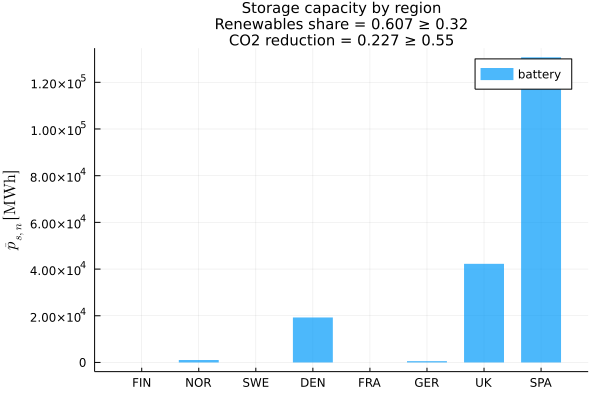 Storage capacity by region
Renewables share = 0.607 ≥ 0.32
CO2 reduction = 0.227 ≥ 0.55
battery
1.20×10⁵
1.00×10⁵
8.00×10⁴
6.00×10⁴
4.00×10⁴
2.00×10⁴
0
p̄ₛ,ₙ [MWh]
FIN NOR SWE DEN FRA GER UK SPA